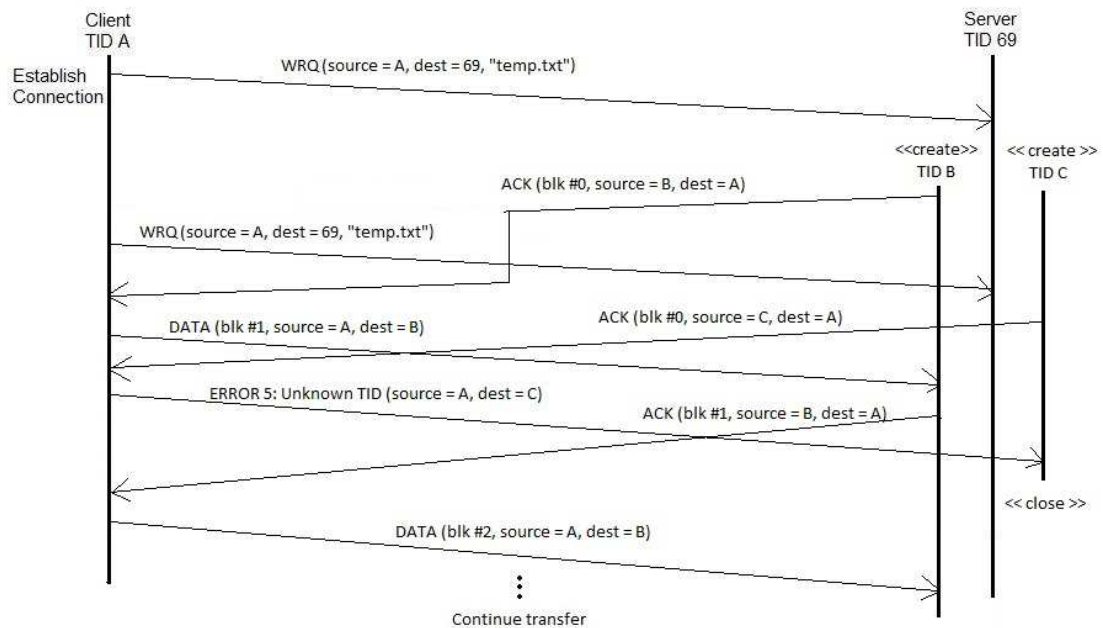 Client
TID A
Server
TID 69
Establish
Connection
WRQ (source = A, dest = 69, "temp.txt")
<<create>>
TID B
<< create >>
TID C
ACK (blk #0, source = B, dest = A)
WRQ (source = A, dest = 69, "temp.txt")
ACK (blk #0, source = C, dest = A)
DATA (blk #1, source = A, dest = B)
ERROR 5: Unknown TID (source = A, dest = C)
ACK (blk #1, source = B, dest = A)
<< close >>
DATA (blk #2, source = A, dest = B)
Continue transfer